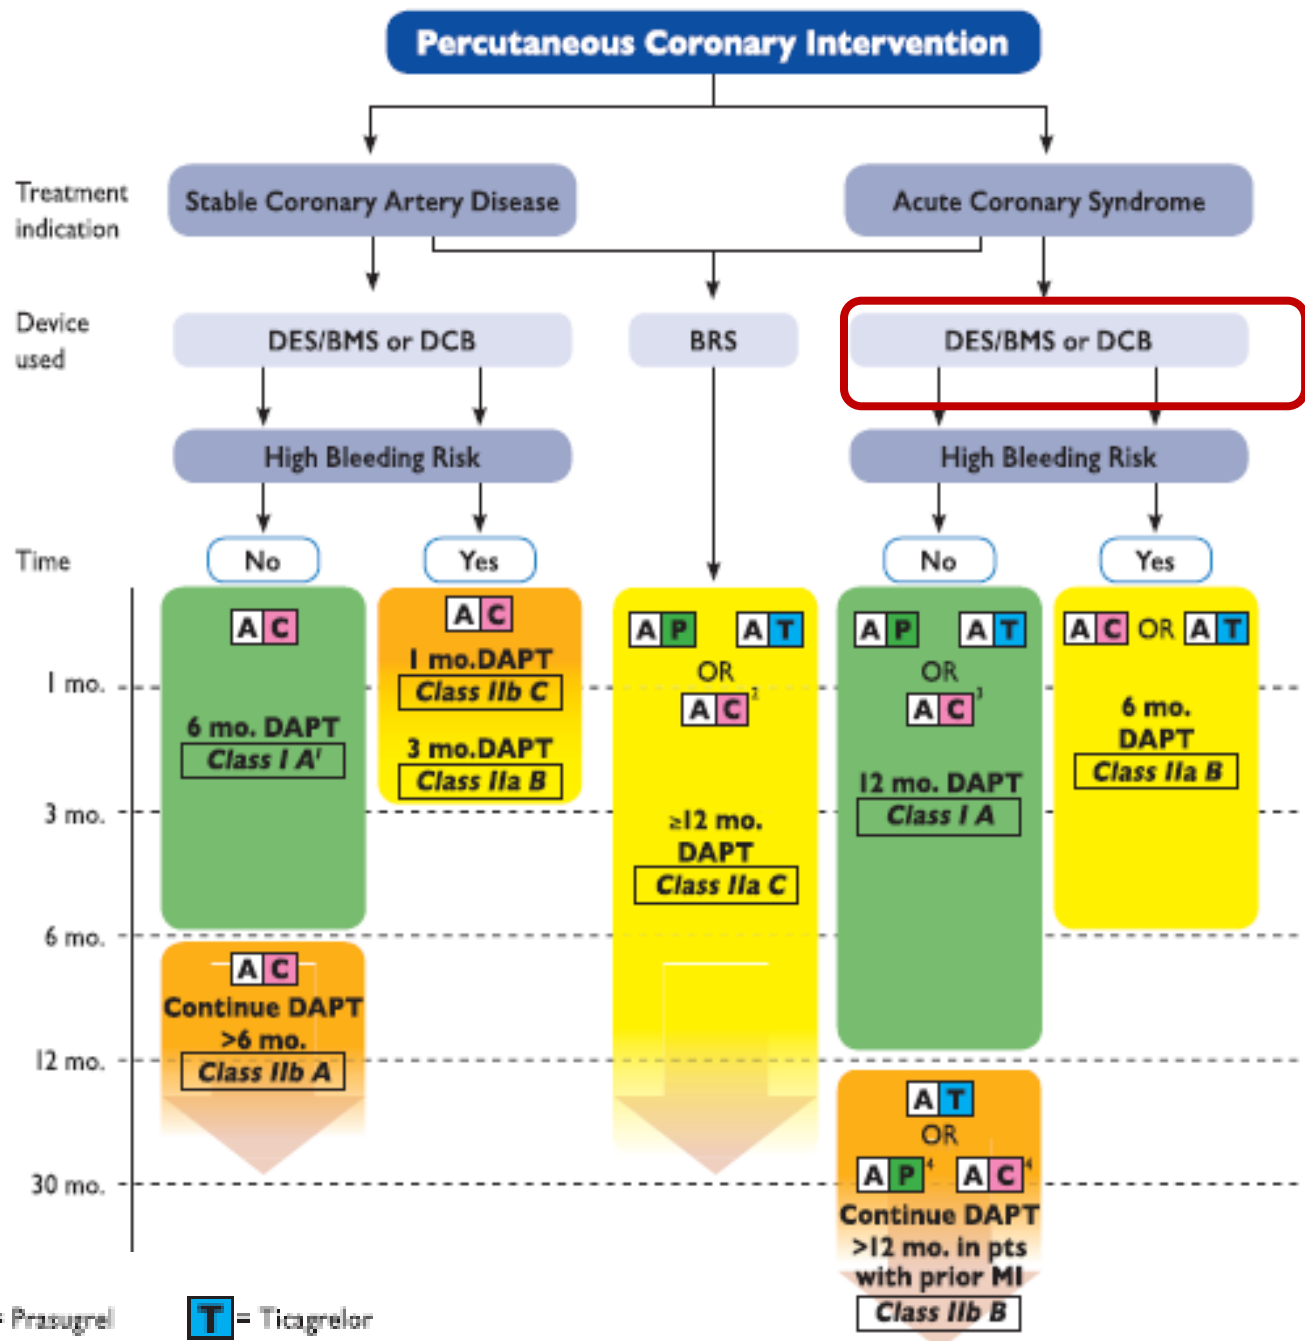 Percutaneous Coronary Intervention
Treatment
indication
Stable Coronary Artery Disease
Acute Coronary Syndrome
Device
used
DES/BMS or DCB
BRS
DES/BMS or DCB
High Bleeding Risk
High Bleeding Risk
Time
No
Yes
No
Yes
A C
6 mo. DAPT
Class I A¹
A C
1 mo.DAPT
Class IIb C
3 mo.DAPT
Class IIa B
A P A T
OR
A C²
≥12 mo.
DAPT
Class IIa C
A P A T
OR
A C³
12 mo. DAPT
Class I A
A C OR A T
6 mo.
DAPT
Class IIa B
1 mo.
3 mo.
6 mo.
12 mo.
30 mo.
A C
Continue DAPT
>6 mo.
Class IIb A
A T
OR
A P⁴ A C⁴
Continue DAPT
>12 mo. in pts
with prior MI
Class IIb B
= Prasugrel
T = Ticagrelor